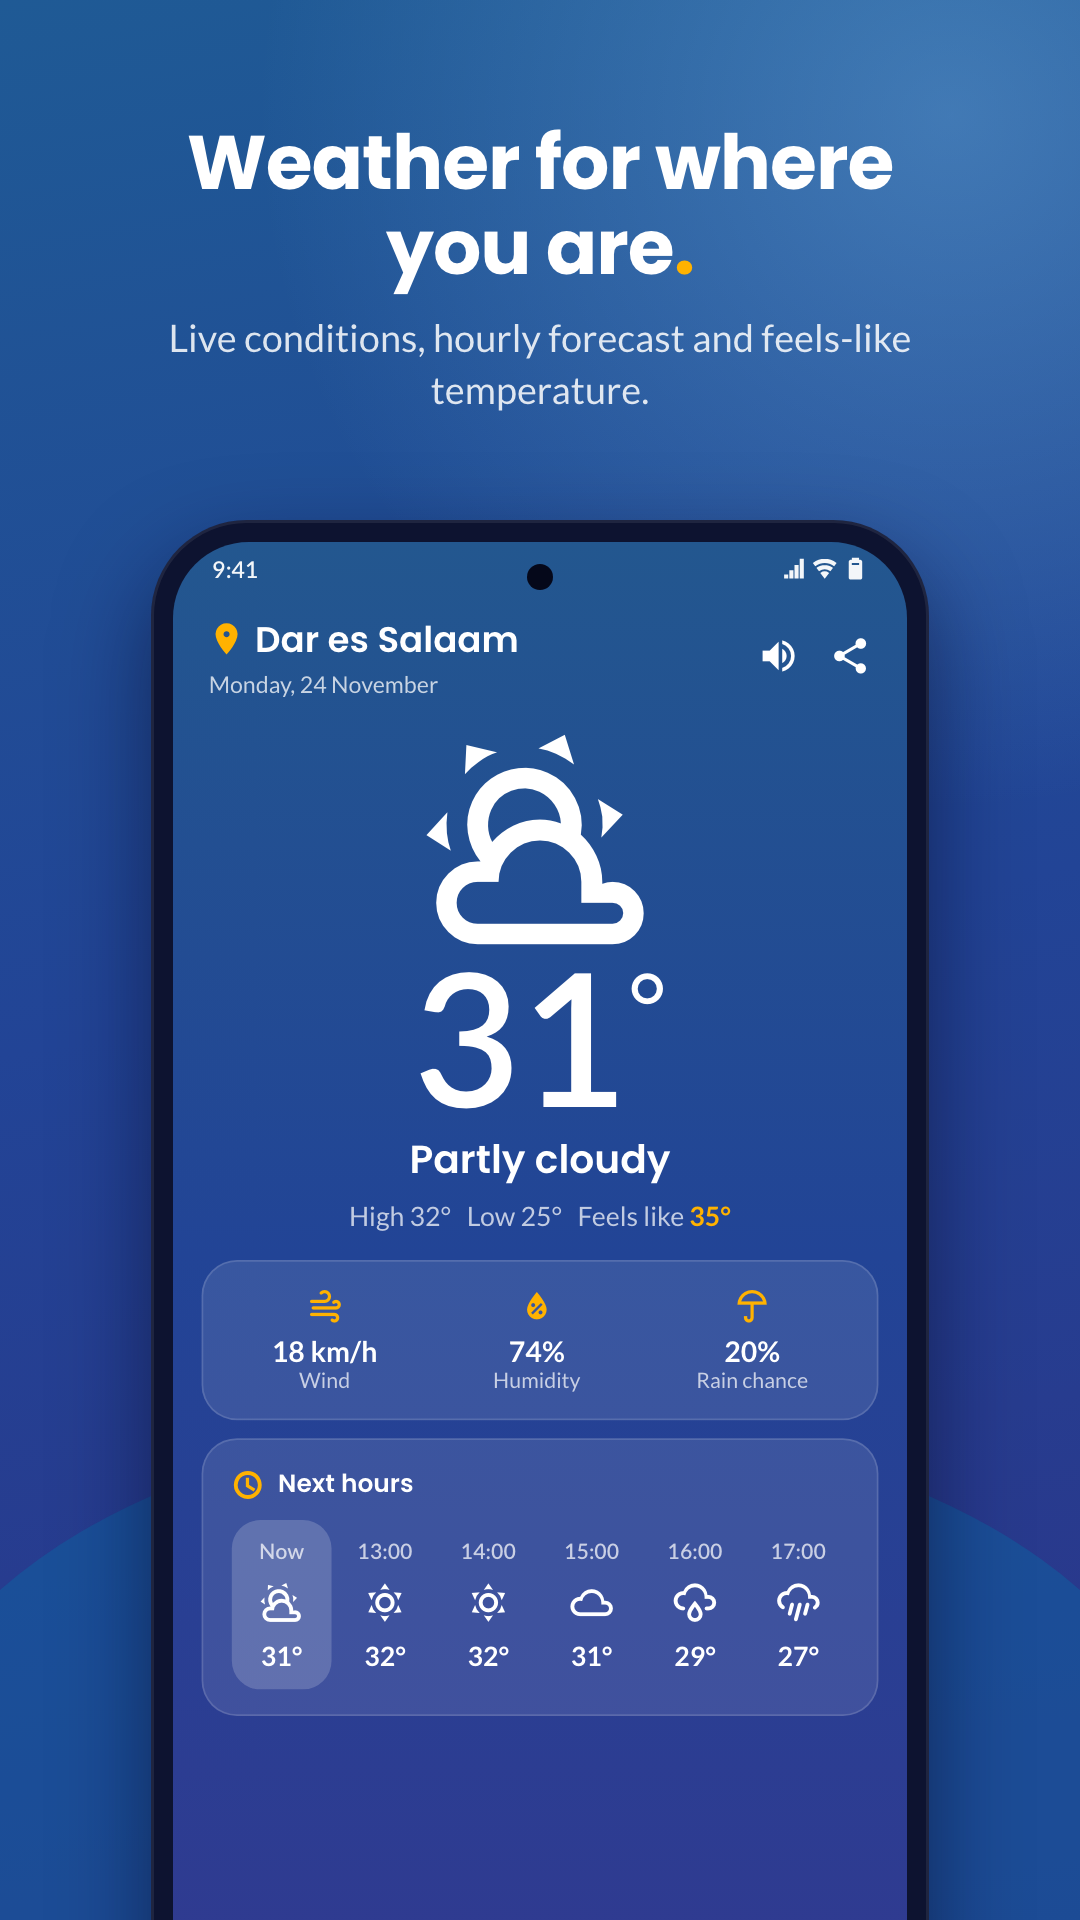 Weather for where
you are.
Live conditions, hourly forecast and feels-like
temperature.
9:41
Dar es Salaam
Monday, 24 November
31°
Partly cloudy
High 32° Low 25° Feels like 35°
18 km/h 74% 20%
Wind Humidity Rain chance
Next hours
Now 13:00 14:00 15:00 16:00 17:00
31° 32° 32° 31° 29° 27°